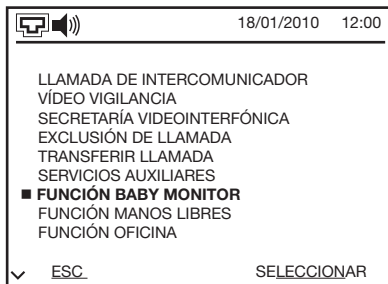 18/01/2010 12:00
LLAMADA DE INTERCOMUNICADOR
VÍDEO VIGILANCIA
SECRETARÍA VIDEOINTERFÓNICA
EXCLUSIÓN DE LLAMADA
TRANSFERIR LLAMADA
SERVICIOS AUXILIARES
FUNCIÓN BABY MONITOR
FUNCIÓN MANOS LIBRES
FUNCIÓN OFICINA
ESC SELECCIONAR